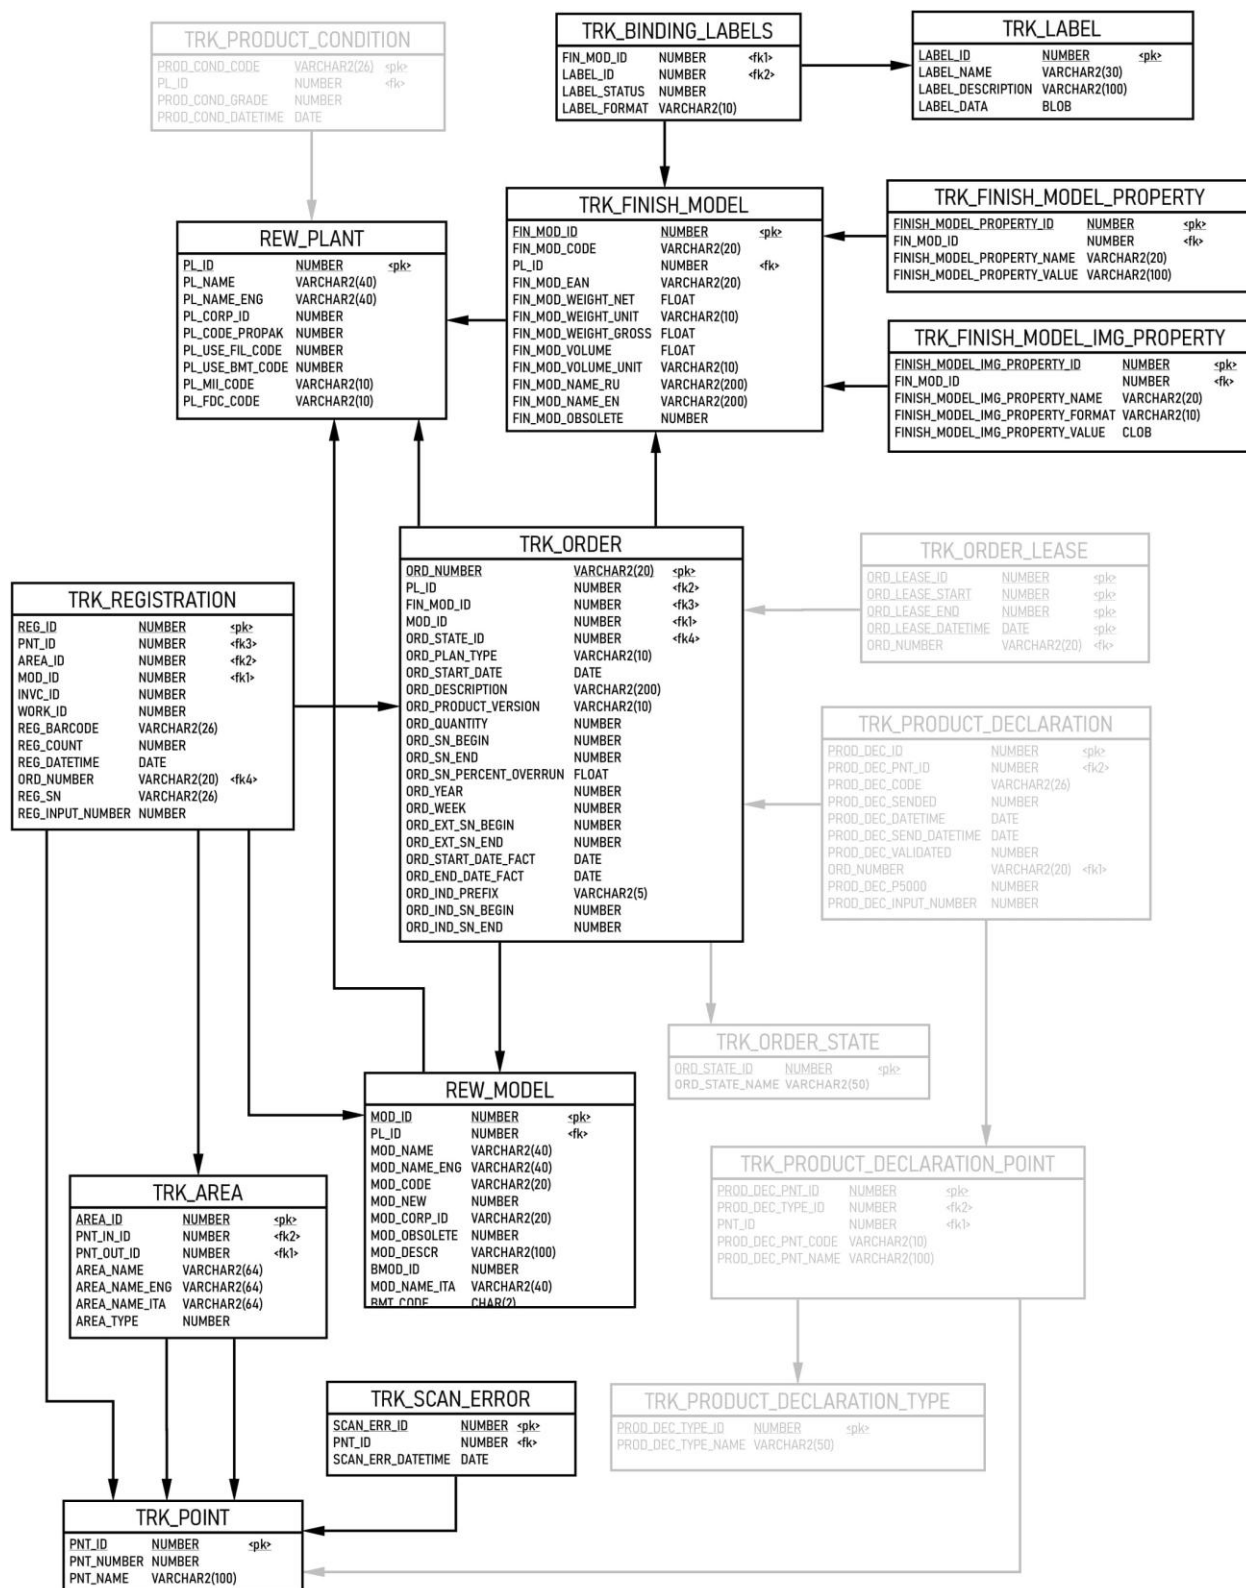 TRK_PRODUCT_CONDITION
PROD_COND_CODE VARCHAR2(26) <pk>
PL_ID NUMBER <fk>
PROD_COND_GRADE NUMBER
PROD_COND_DATETIME DATE
TRK_BINDING_LABELS
FIN_MOD_ID NUMBER <fk1>
LABEL_ID NUMBER <fk2>
LABEL_STATUS NUMBER
LABEL_FORMAT VARCHAR2(10)
TRK_LABEL
LABEL_ID NUMBER <pk>
LABEL_NAME VARCHAR2(30)
LABEL_DESCRIPTION VARCHAR2(100)
LABEL_DATA BLOB
REW_PLANT
PL_ID NUMBER <pk>
PL_NAME VARCHAR2(40)
PL_NAME_ENG VARCHAR2(40)
PL_CORP_ID NUMBER
PL_CODE_PROPAK NUMBER
PL_USE_FIL_CODE NUMBER
PL_USE_BMT_CODE NUMBER
PL_MII_CODE VARCHAR2(10)
PL_FDC_CODE VARCHAR2(10)
TRK_FINISH_MODEL
FIN_MOD_ID NUMBER <pk>
FIN_MOD_CODE VARCHAR2(20)
PL_ID NUMBER <fk>
FIN_MOD_EAN VARCHAR2(20)
FIN_MOD_WEIGHT_NET FLOAT
FIN_MOD_WEIGHT_UNIT VARCHAR2(10)
FIN_MOD_WEIGHT_GROSS FLOAT
FIN_MOD_VOLUME FLOAT
FIN_MOD_VOLUME_UNIT VARCHAR2(10)
FIN_MOD_NAME_RU VARCHAR2(200)
FIN_MOD_NAME_EN VARCHAR2(200)
FIN_MOD_OBSOLETE NUMBER
TRK_FINISH_MODEL_PROPERTY
FINISH_MODEL_PROPERTY_ID NUMBER <pk>
FIN_MOD_ID NUMBER <fk>
FINISH_MODEL_PROPERTY_NAME VARCHAR2(20)
FINISH_MODEL_PROPERTY_VALUE VARCHAR2(100)
TRK_FINISH_MODEL_IMG_PROPERTY
FINISH_MODEL_IMG_PROPERTY_ID NUMBER <pk>
FIN_MOD_ID NUMBER <fk>
FINISH_MODEL_IMG_PROPERTY_NAME VARCHAR2(20)
FINISH_MODEL_IMG_PROPERTY_FORMAT VARCHAR2(10)
FINISH_MODEL_IMG_PROPERTY_VALUE CLOB
TRK_REGISTRATION
REG_ID NUMBER <pk>
PNT_ID NUMBER <fk3>
AREA_ID NUMBER <fk2>
MOD_ID NUMBER <fk1>
INVC_ID NUMBER
WORK_ID NUMBER
REG_BARCODE VARCHAR2(26)
REG_COUNT NUMBER
REG_DATETIME DATE
ORD_NUMBER VARCHAR2(20) <fk4>
REG_SN VARCHAR2(26)
REG_INPUT_NUMBER NUMBER
TRK_ORDER
ORD_NUMBER VARCHAR2(20) <pk>
PL_ID NUMBER <fk2>
FIN_MOD_ID NUMBER <fk3>
MOD_ID NUMBER <fk1>
ORD_STATE_ID NUMBER <fk4>
ORD_PLAN_TYPE VARCHAR2(10)
ORD_START_DATE DATE
ORD_DESCRIPTION VARCHAR2(200)
ORD_PRODUCT_VERSION VARCHAR2(10)
ORD_QUANTITY NUMBER
ORD_SN_BEGIN NUMBER
ORD_SN_END NUMBER
ORD_SN_PERCENT_OVERRUN FLOAT
ORD_YEAR NUMBER
ORD_WEEK NUMBER
ORD_EXT_SN_BEGIN NUMBER
ORD_EXT_SN_END NUMBER
ORD_START_DATE_FACT DATE
ORD_END_DATE_FACT DATE
ORD_IND_PREFIX VARCHAR2(5)
ORD_IND_SN_BEGIN NUMBER
ORD_IND_SN_END NUMBER
TRK_ORDER_LEASE
ORD_LEASE_ID NUMBER <pk>
ORD_LEASE_START NUMBER <pk>
ORD_LEASE_END NUMBER <pk>
ORD_LEASE_DATETIME DATE <pk>
ORD_NUMBER VARCHAR2(20) <fk>
TRK_PRODUCT_DECLARATION
PROD_DEC_ID NUMBER <pk>
PROD_DEC_PNT_ID NUMBER <fk2>
PROD_DEC_CODE VARCHAR2(26)
PROD_DEC_SENDED NUMBER
PROD_DEC_DATETIME DATE
PROD_DEC_SEND_DATETIME DATE
PROD_DEC_VALIDATED NUMBER
ORD_NUMBER VARCHAR2(20) <fk1>
PROD_DEC_P5000 NUMBER
PROD_DEC_INPUT_NUMBER NUMBER
TRK_ORDER_STATE
ORD_STATE_ID NUMBER <pk>
ORD_STATE_NAME VARCHAR2(50)
REW_MODEL
MOD_ID NUMBER <pk>
PL_ID NUMBER <fk>
MOD_NAME VARCHAR2(40)
MOD_NAME_ENG VARCHAR2(40)
MOD_CODE VARCHAR2(20)
MOD_NEW NUMBER
MOD_CORP_ID VARCHAR2(20)
MOD_OBSOLETE NUMBER
MOD_DESCR VARCHAR2(100)
BMOD_ID NUMBER
MOD_NAME_ITA VARCHAR2(40)
BMT_CODE CHAR(2)
TRK_AREA
AREA_ID NUMBER <pk>
PNT_IN_ID NUMBER <fk2>
PNT_OUT_ID NUMBER <fk1>
AREA_NAME VARCHAR2(64)
AREA_NAME_ENG VARCHAR2(64)
AREA_NAME_ITA VARCHAR2(64)
AREA_TYPE NUMBER
TRK_PRODUCT_DECLARATION_POINT
PROD_DEC_PNT_ID NUMBER <pk>
PROD_DEC_TYPE_ID NUMBER <fk2>
PNT_ID NUMBER <fk1>
PROD_DEC_PNT_CODE VARCHAR2(10)
PROD_DEC_PNT_NAME VARCHAR2(100)
TRK_SCAN_ERROR
SCAN_ERR_ID NUMBER <pk>
PNT_ID NUMBER <fk>
SCAN_ERR_DATETIME DATE
TRK_PRODUCT_DECLARATION_TYPE
PROD_DEC_TYPE_ID NUMBER <pk>
PROD_DEC_TYPE_NAME VARCHAR2(50)
TRK_POINT
PNT_ID NUMBER <pk>
PNT_NUMBER NUMBER
PNT_NAME VARCHAR2(100)